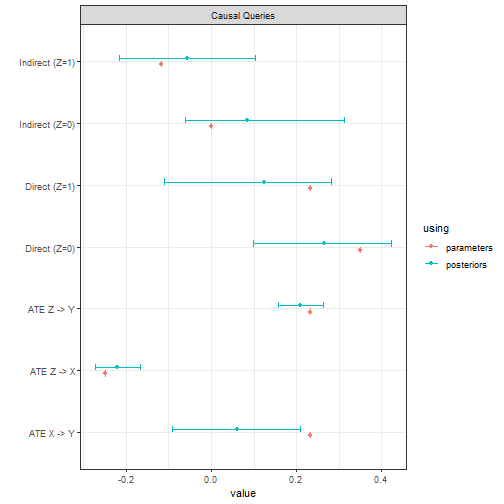 Causal Queries
Indirect (Z=1)
Indirect (Z=0)
Direct (Z=1)
Direct (Z=0)
ATE Z -> Y
ATE Z -> X
ATE X -> Y
-0.2
0.0
0.2
0.4
value
using
parameters
posteriors